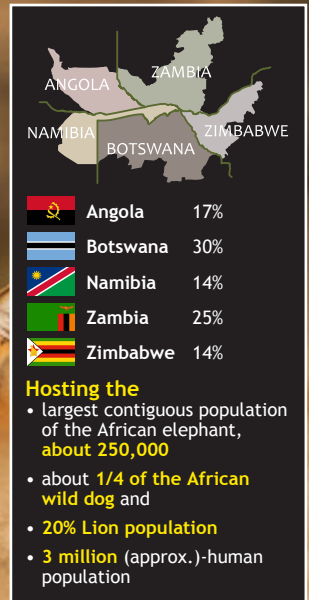 ZAMBIA
ANGOLA
NAMIBIA
ZIMBABWE
BOTSWANA
Angola 17%
Botswana 30%
Namibia 14%
Zambia 25%
Zimbabwe 14%
Hosting the
• largest contiguous population
of the African elephant,
about 250,000
• about 1/4 of the African
wild dog and
• 20% Lion population
• 3 million (approx.)-human
population